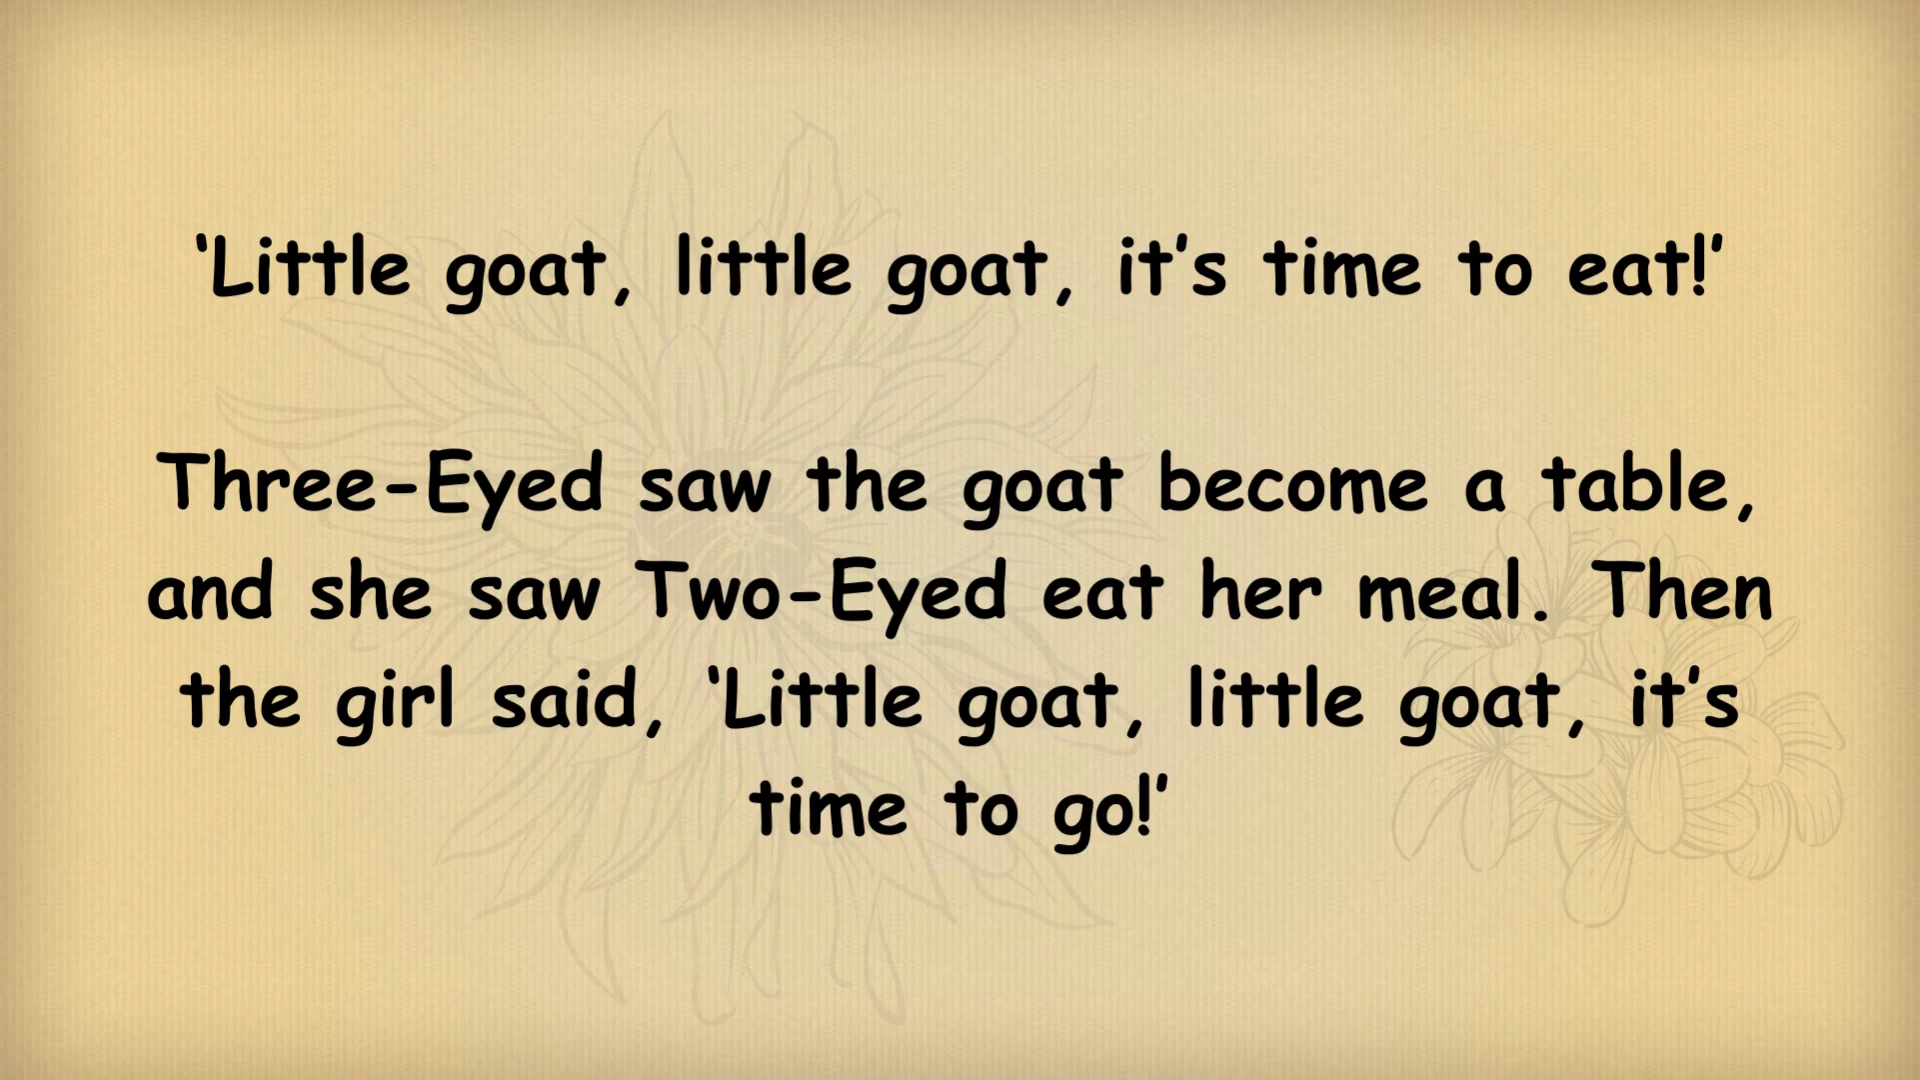 ‘Little goat, little goat, it’s time to eat!’
Three-Eyed saw the goat become a table,
and she saw Two-Eyed eat her meal. Then
the girl said, ‘Little goat, little goat, it’s
time to go!’